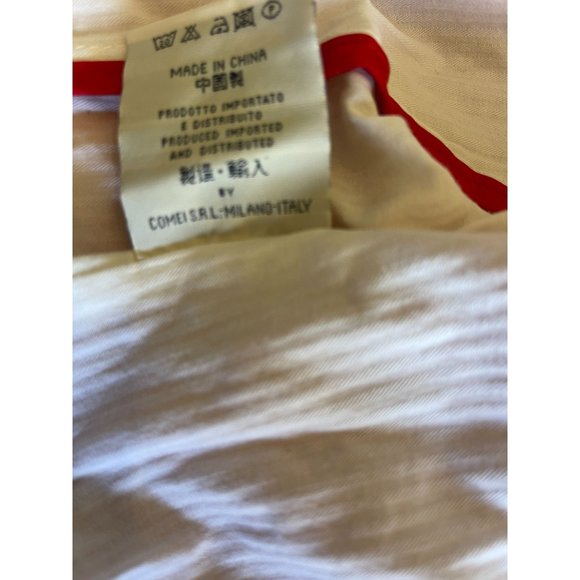 MADE IN CHINA
中国製
PRODOTTO IMPORTATO
E DISTRIBUITO
PRODUCED IMPORTED
AND DISTRIBUTED
製造・輸入
BY
COMEI S.R.L.-MILANO-ITALY